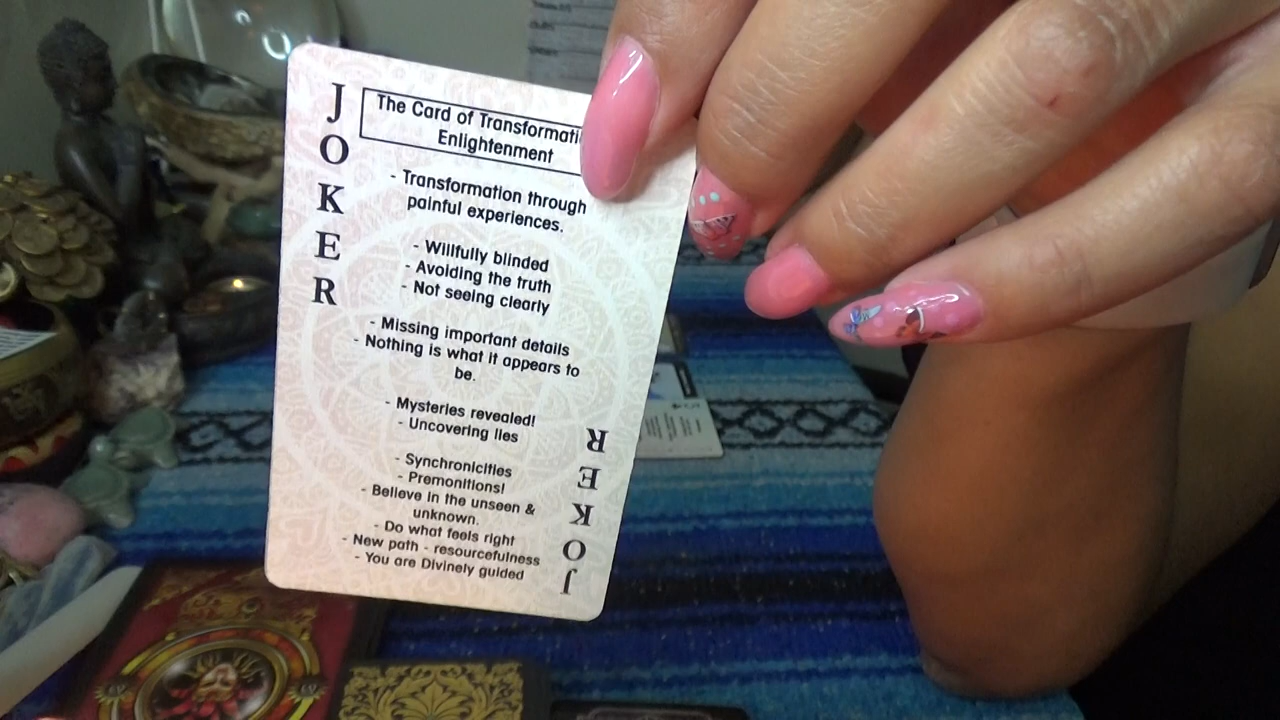 JOKER
The Card of Transformati
Enlightenment
- Transformation through
painful experiences.
- Willfully blinded
- Avoiding the truth
- Not seeing clearly
- Missing important details
- Nothing is what it appears to
be.
- Mysteries revealed!
- Uncovering lies
- Synchronicities
- Premonitions!
- Believe in the unseen &
unknown.
- Do what feels right
- New path - resourcefulness
- You are Divinely guided
JOKER